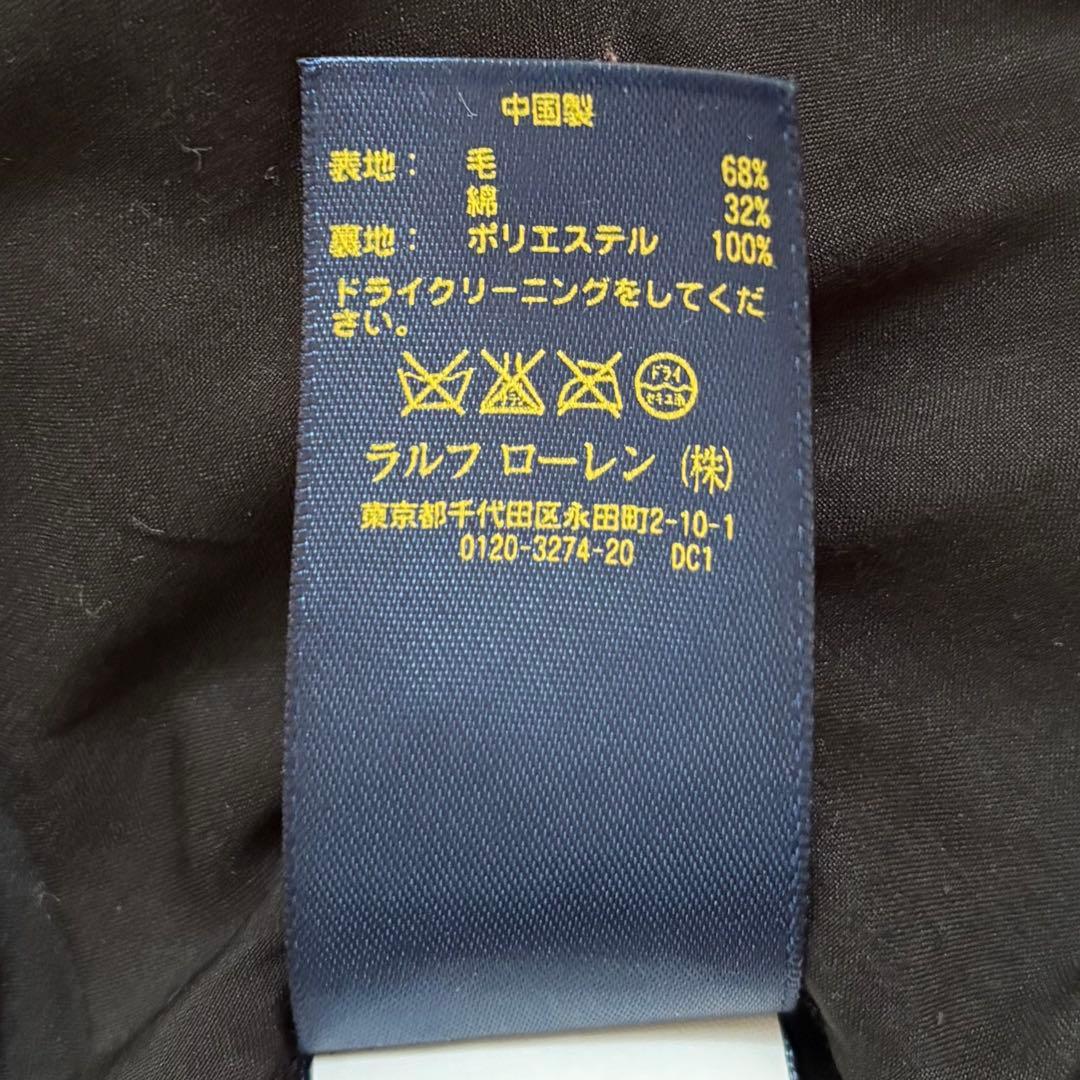 中国製
表地： 毛 68%
綿 32%
裏地： ポリエステル 100%
ドライクリーニングをしてくだ
さい。
ドライ
セキユ系
ラルフ ローレン (株)
東京都千代田区永田町2-10-1
0120-3274-20 DC1